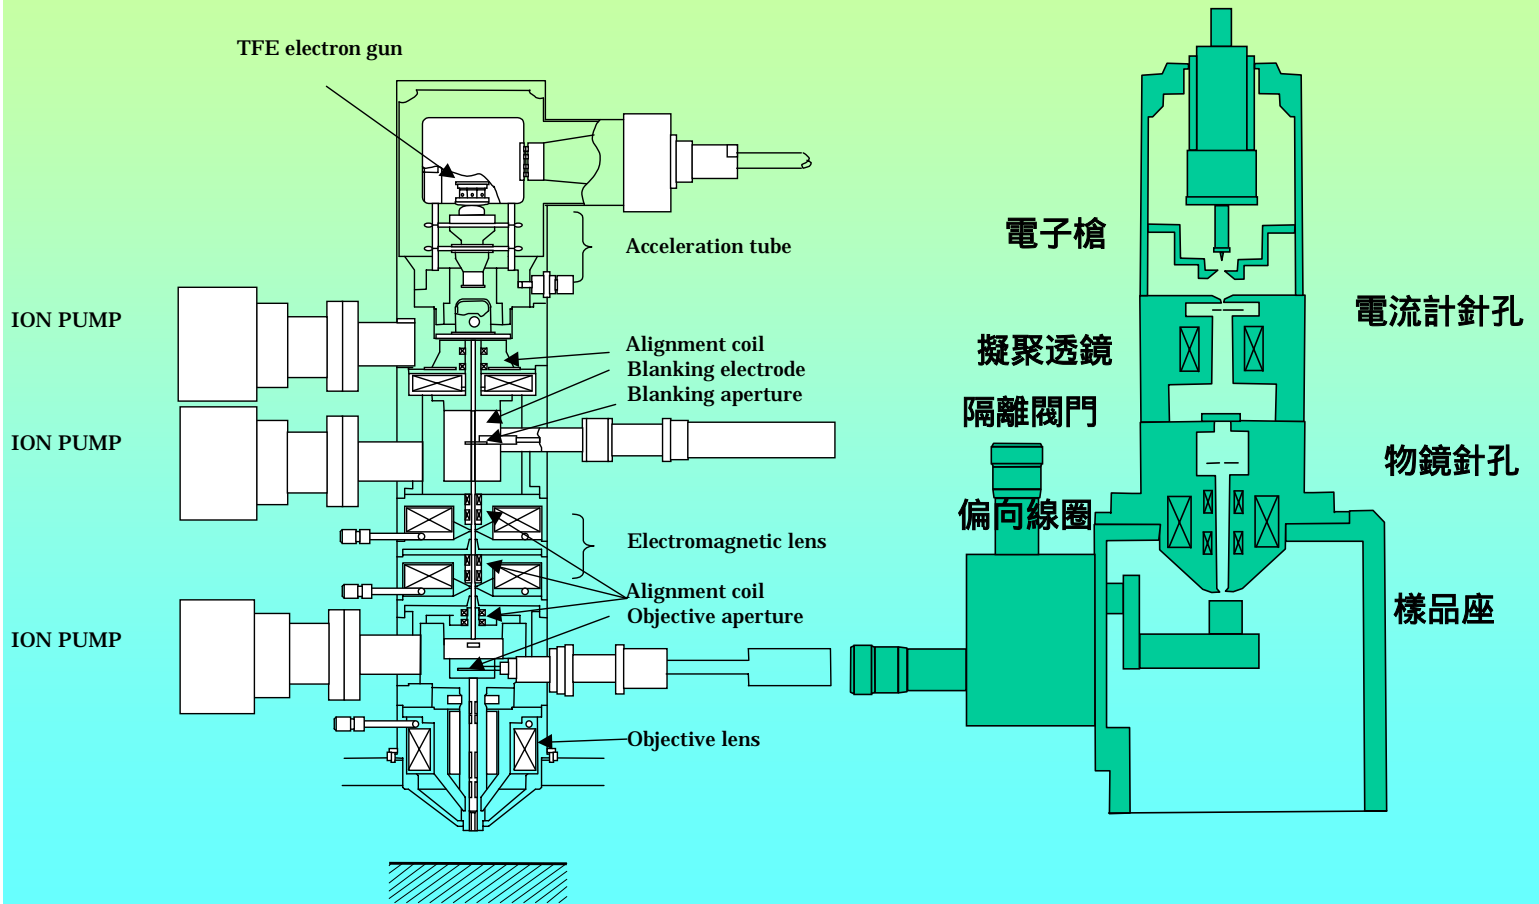 TFE electron gun
Acceleration tube
ION PUMP
Alignment coil
Blanking electrode
Blanking aperture
ION PUMP
Electromagnetic lens
Alignment coil
Objective aperture
ION PUMP
Objective lens
電子槍
電流計針孔
擬聚透鏡
隔離閥門
物鏡針孔
偏向線圈
樣品座